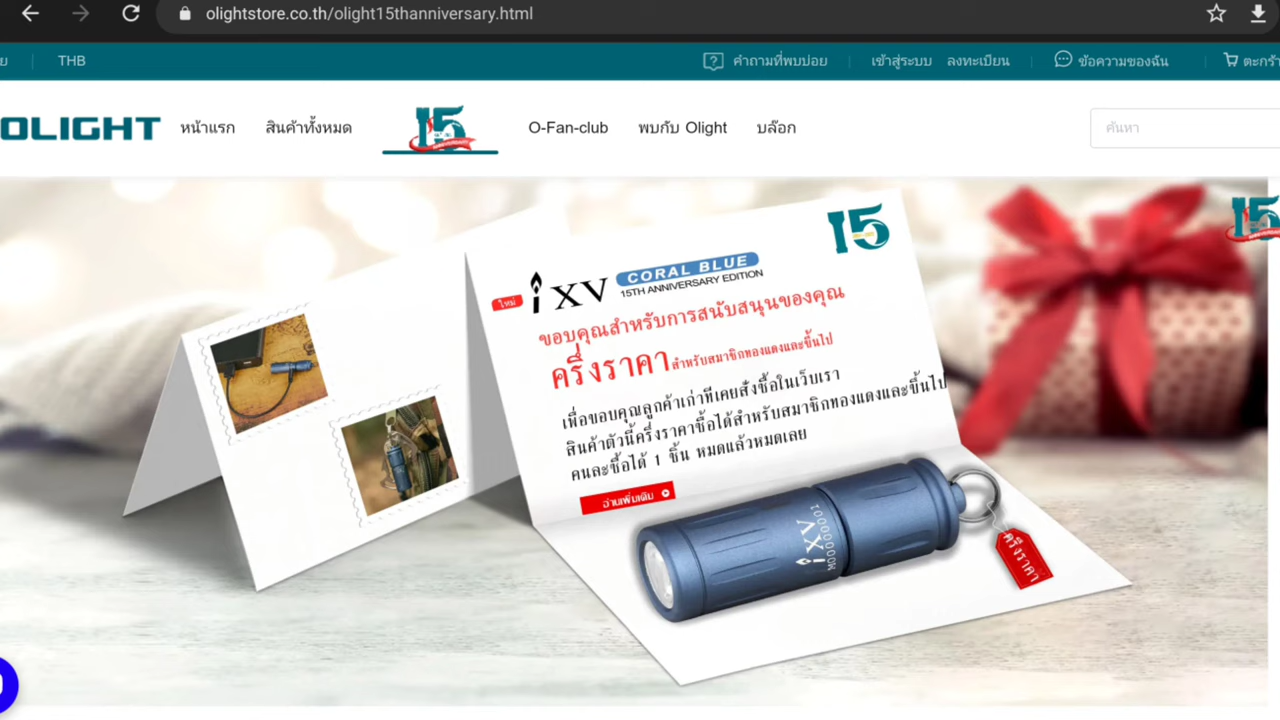 olightstore.co.th/olight15thanniversary.html
THB
คำถามที่พบบ่อย
เข้าสู่ระบบ
ลงทะเบียน
ข้อความของฉัน
OLIGHT
หน้าแรก
สินค้าทั้งหมด
15
O-Fan-club
พบกับ Olight
บล๊อก
ค้นหา
15
15
ใหม่
iXV
CORAL BLUE
15TH ANNIVERSARY EDITION
ขอบคุณสำหรับการสนับสนุนของคุณ
ครึ่งราคา สำหรับสมาชิกทองแดงและขึ้นไป
เพื่อขอบคุณลูกค้าเก่าที่เคยสั่งซื้อในเว็บเรา
สินค้าตัวนี้ครึ่งราคาซื้อได้สำหรับสมาชิกทองแดงและขึ้นไป
คนละซื้อได้ 1 ชิ้น หมดแล้วหมดเลย
อ่านเพิ่มเติม
iXV
M0000001
ครึ่งราคา